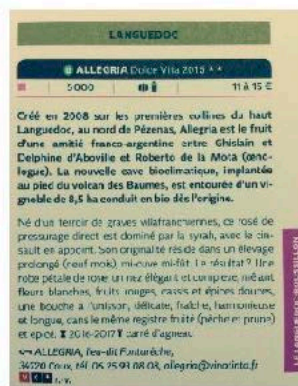 LANGUEDOC
ALLEGRIA Dolce Vita 2015 ★★
5000 11 à 15 €
Créé en 2008 sur les premières collines du haut
Languedoc, au nord de Pézenas, Allegria est le fruit
d'une amitié franco-argentine entre Ghislain et
Delphine d'Aboville et Roberto de la Mota (œno-
logue). La nouvelle cave bioclimatique, implantée
au pied du volcan des Baumes, est entourée d'un vi-
gnoble de 8,5 ha conduit en bio dès l'origine.
Né d'un terroir de graves villafranchiennes, ce rosé de
pressurage direct est dominé par la syrah, avec le cin-
sault en appoint. Son originalité réside dans un élevage
prolongé (neuf mois) mi-cuve mi-fût. Le résultat ? Une
robe pétale de rose, un nez élégant et complexe, mêlant
fleurs blanches, fruits rouges, cassis et épices douces,
une bouche à l'unisson, délicate, fraîche, harmonieuse
et longue, dans le même registre fruité (pêche et prune)
et épicé. 2016-2017 carré d'agneau
ALLEGRIA, lieu-dit Fontarèche,
34720 Caux, tél. 06 25 93 08 03, allegria@vinotinto.fr
r.-v.